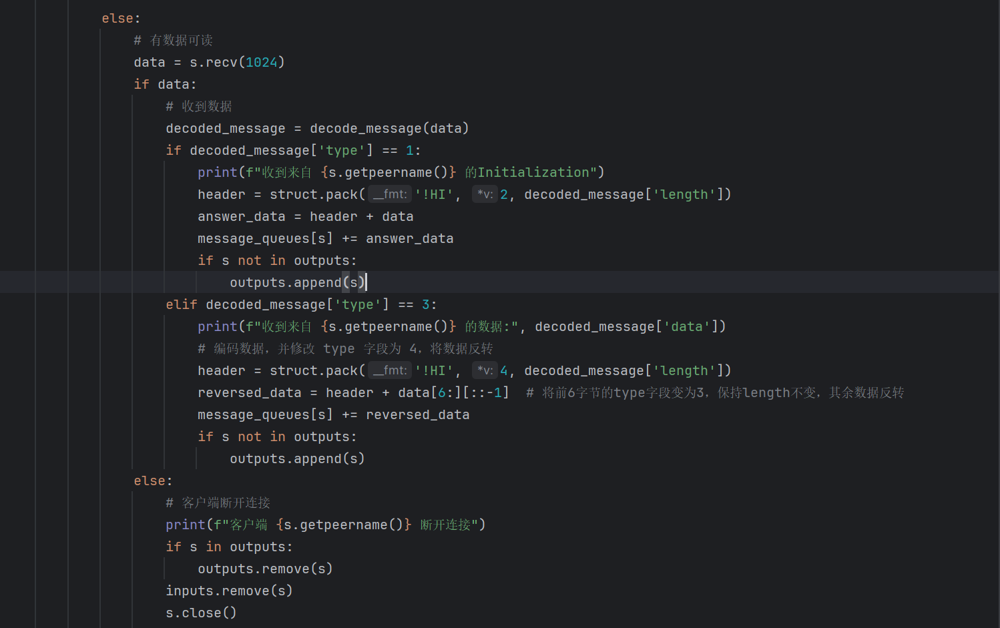 else:
# 有数据可读
data = s.recv(1024)
if data:
# 收到数据
decoded_message = decode_message(data)
if decoded_message['type'] == 1:
print(f"收到来自 {s.getpeername()} 的Initialization")
header = struct.pack( __fmt: '!HI', *v: 2, decoded_message['length'])
answer_data = header + data
message_queues[s] += answer_data
if s not in outputs:
outputs.append(s)
elif decoded_message['type'] == 3:
print(f"收到来自 {s.getpeername()} 的数据:", decoded_message['data'])
# 编码数据，并修改 type 字段为 4，将数据反转
header = struct.pack( __fmt: '!HI', *v: 4, decoded_message['length'])
reversed_data = header + data[6:][::-1]  # 将前6字节的type字段变为3，保持length不变，其余数据反转
message_queues[s] += reversed_data
if s not in outputs:
outputs.append(s)
else:
# 客户端断开连接
print(f"客户端 {s.getpeername()} 断开连接")
if s in outputs:
outputs.remove(s)
inputs.remove(s)
s.close()